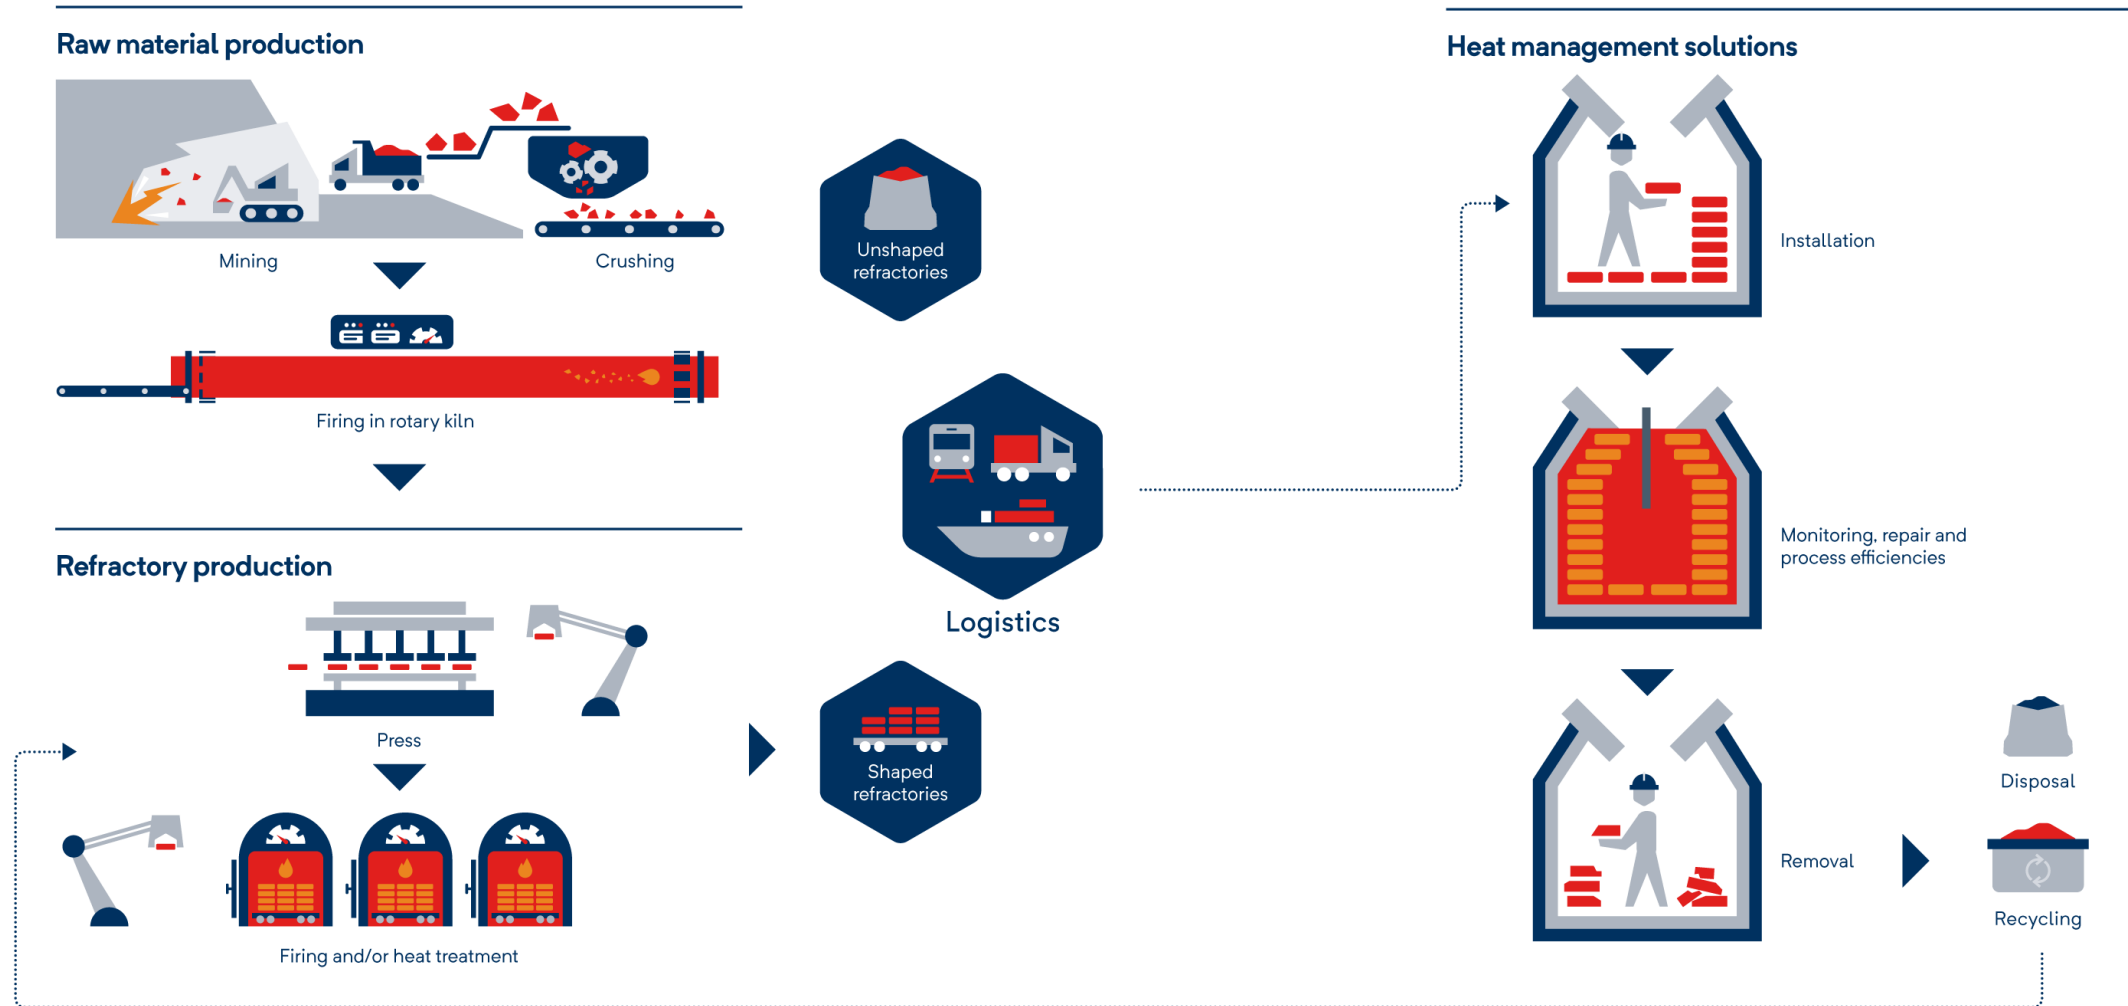 Raw material production
Mining
Crushing
Firing in rotary kiln
Refractory production
Press
Firing and/or heat treatment
Unshaped
refractories
Logistics
Shaped
refractories
Heat management solutions
Installation
Monitoring, repair and
process efficiencies
Removal
Disposal
Recycling